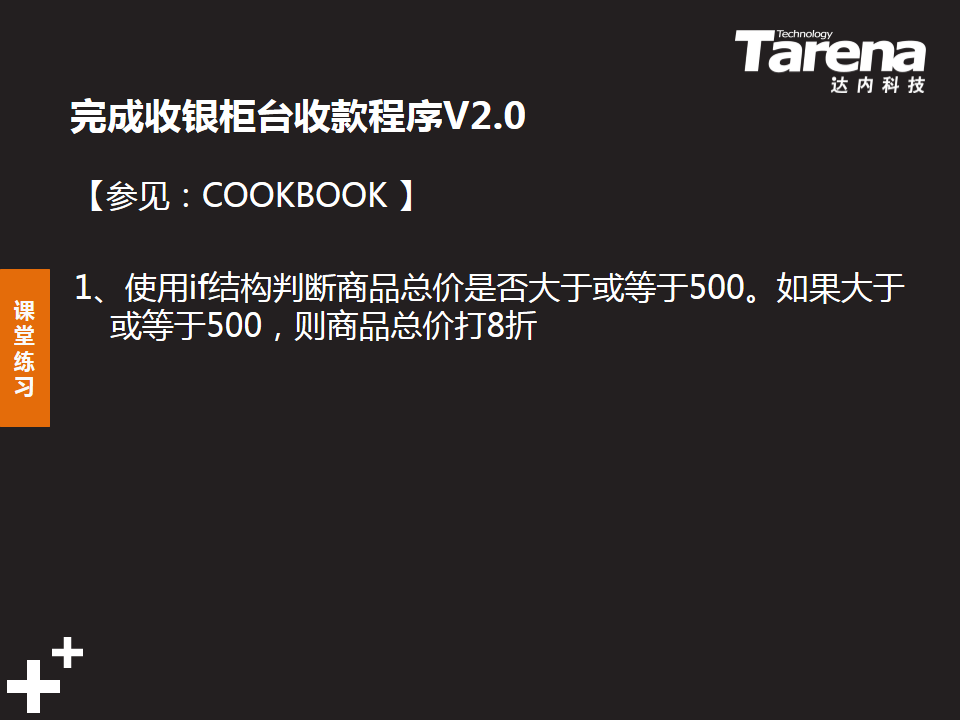 Technology
Tarena
达内科技
完成收银柜台收款程序V2.0
【参见：COOKBOOK 】
1、使用if结构判断商品总价是否大于或等于500。如果大于
或等于500，则商品总价打8折
课
堂
练
习